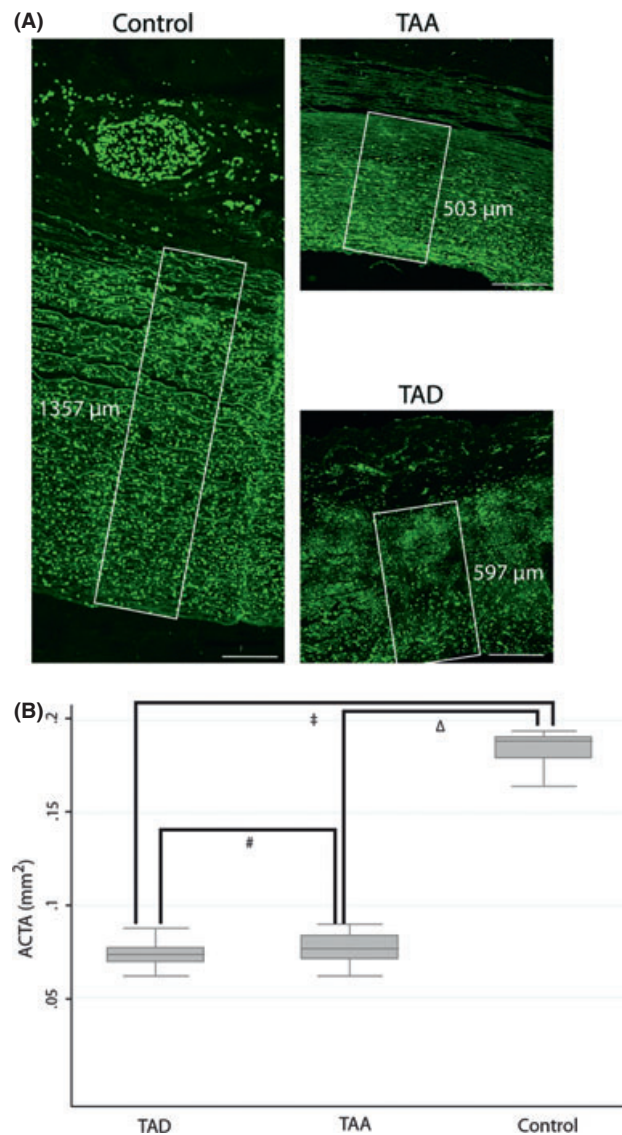 (A)
Control
TAA
503 µm
TAD
1357 µm
597 µm
(B)
.2
‡
Δ
.15
#
.1
.05
ACTA (mm²)
TAD
TAA
Control